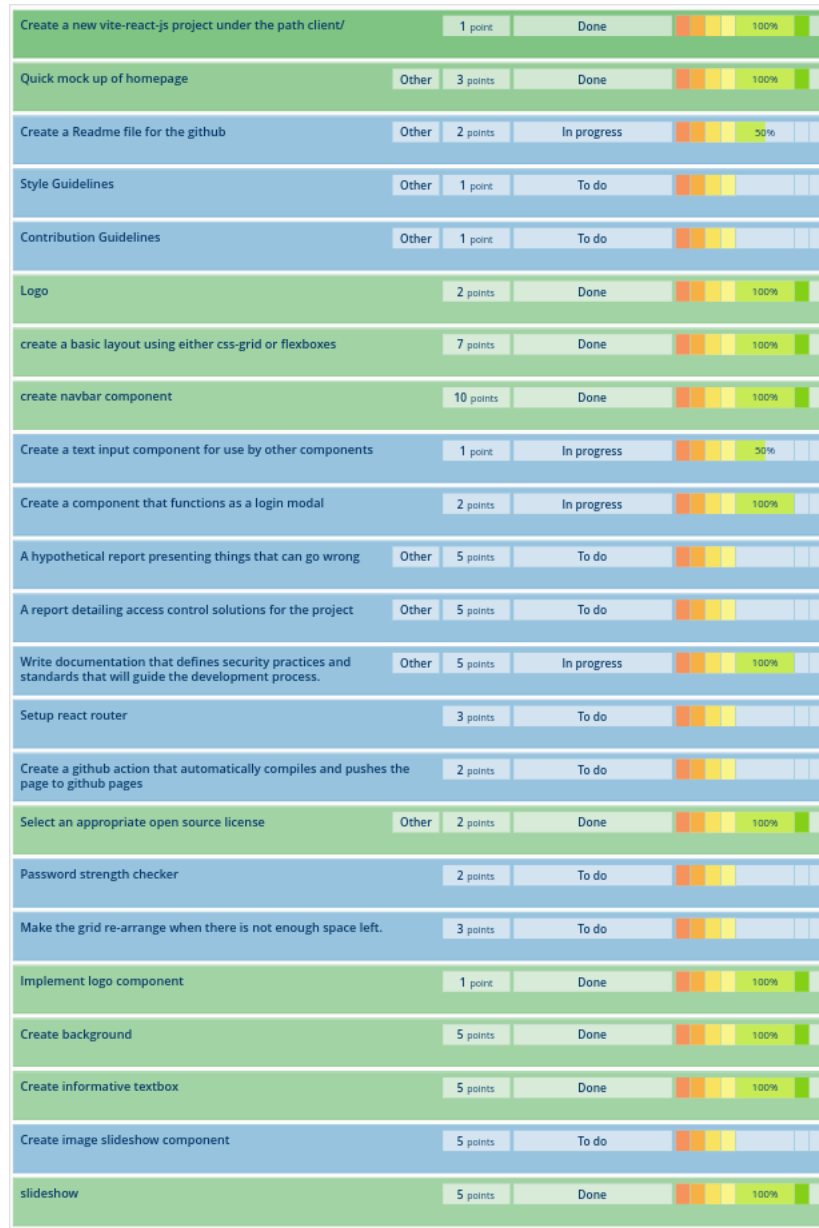 Create a new vite-react-js project under the path client/ 1 point Done 100%
Quick mock up of homepage Other 3 points Done 100%
Create a Readme file for the github Other 2 points In progress 50%
Style Guidelines Other 1 point To do
Contribution Guidelines Other 1 point To do
Logo 2 points Done 100%
create a basic layout using either css-grid or flexboxes 7 points Done 100%
create navbar component 10 points Done 100%
Create a text input component for use by other components 1 point In progress 50%
Create a component that functions as a login modal 2 points In progress 100%
A hypothetical report presenting things that can go wrong Other 5 points To do
A report detailing access control solutions for the project Other 5 points To do
Write documentation that defines security practices and Other 5 points In progress 100%
standards that will guide the development process.
Setup react router 3 points To do
Create a github action that automatically compiles and pushes the 2 points To do
page to github pages
Select an appropriate open source license Other 2 points Done 100%
Password strength checker 2 points To do
Make the grid re-arrange when there is not enough space left. 3 points To do
Implement logo component 1 point Done 100%
Create background 5 points Done 100%
Create informative textbox 5 points Done 100%
Create image slideshow component 5 points To do
slideshow 5 points Done 100%